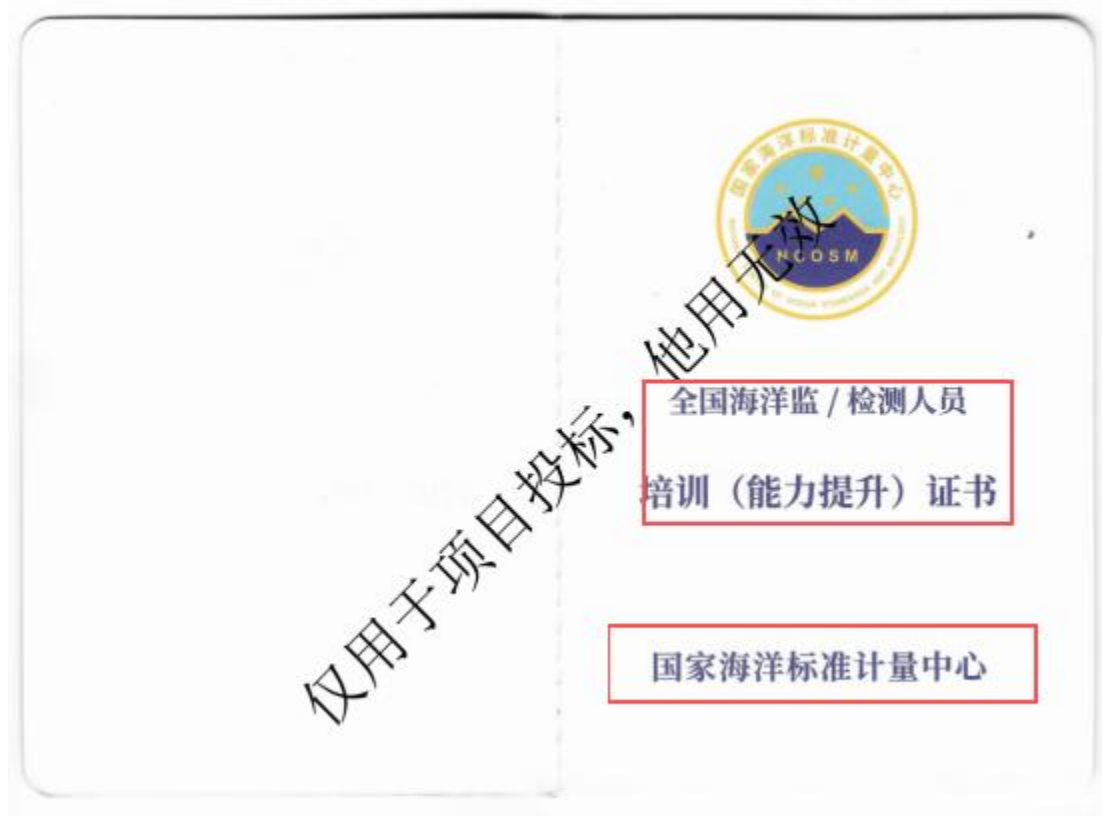 国家海洋标准计量中心
NCOSM
全国海洋监 / 检测人员
培训（能力提升）证书
国家海洋标准计量中心
仅用于项目投标，他用无效